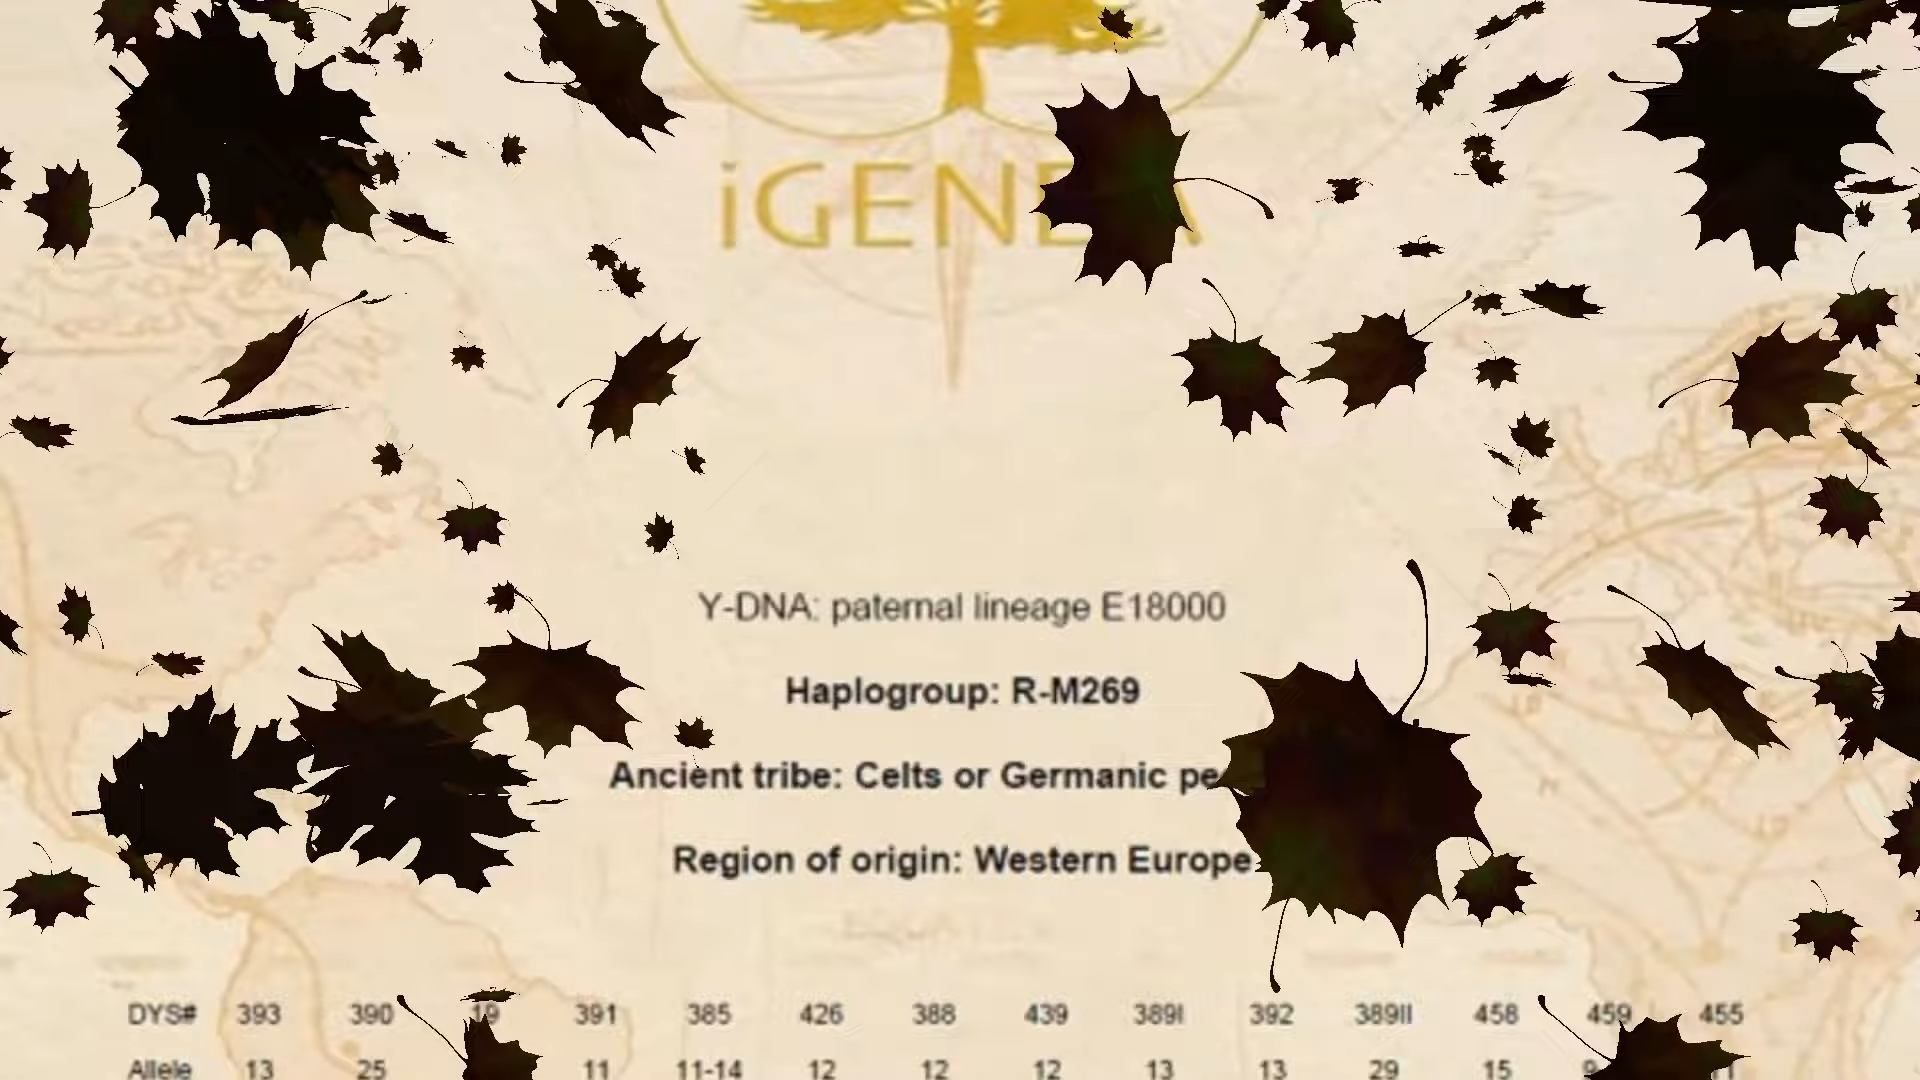 iGENEA
Y-DNA: paternal lineage E18000
Haplogroup: R-M269
Ancient tribe: Celts or Germanic
Region of origin: Western Europe
DYS# 393 390 19 391 385 426 388 439 389I 392 389II 458 459 455
Allele 13 25 11 11-14 12 12 12 13 13 29 15